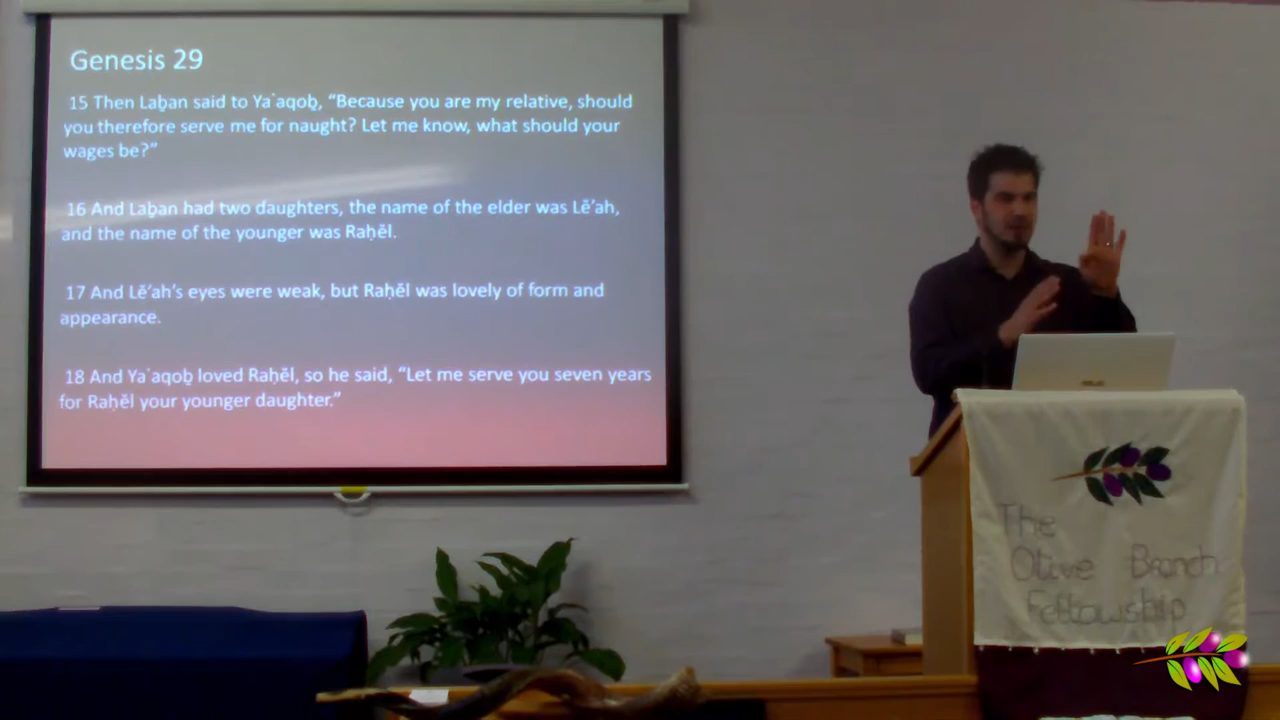 Genesis 29
15 Then Laḇan said to Ya‛aqoḇ, “Because you are my relative, should
you therefore serve me for naught? Let me know, what should your
wages be?”
16 And Laḇan had two daughters, the name of the elder was Lĕ’ah,
and the name of the younger was Raḥĕl.
17 And Lĕ’ah’s eyes were weak, but Raḥĕl was lovely of form and
appearance.
18 And Ya‛aqoḇ loved Raḥĕl, so he said, “Let me serve you seven years
for Raḥĕl your younger daughter.”
The
Olive Branch
Fellowship